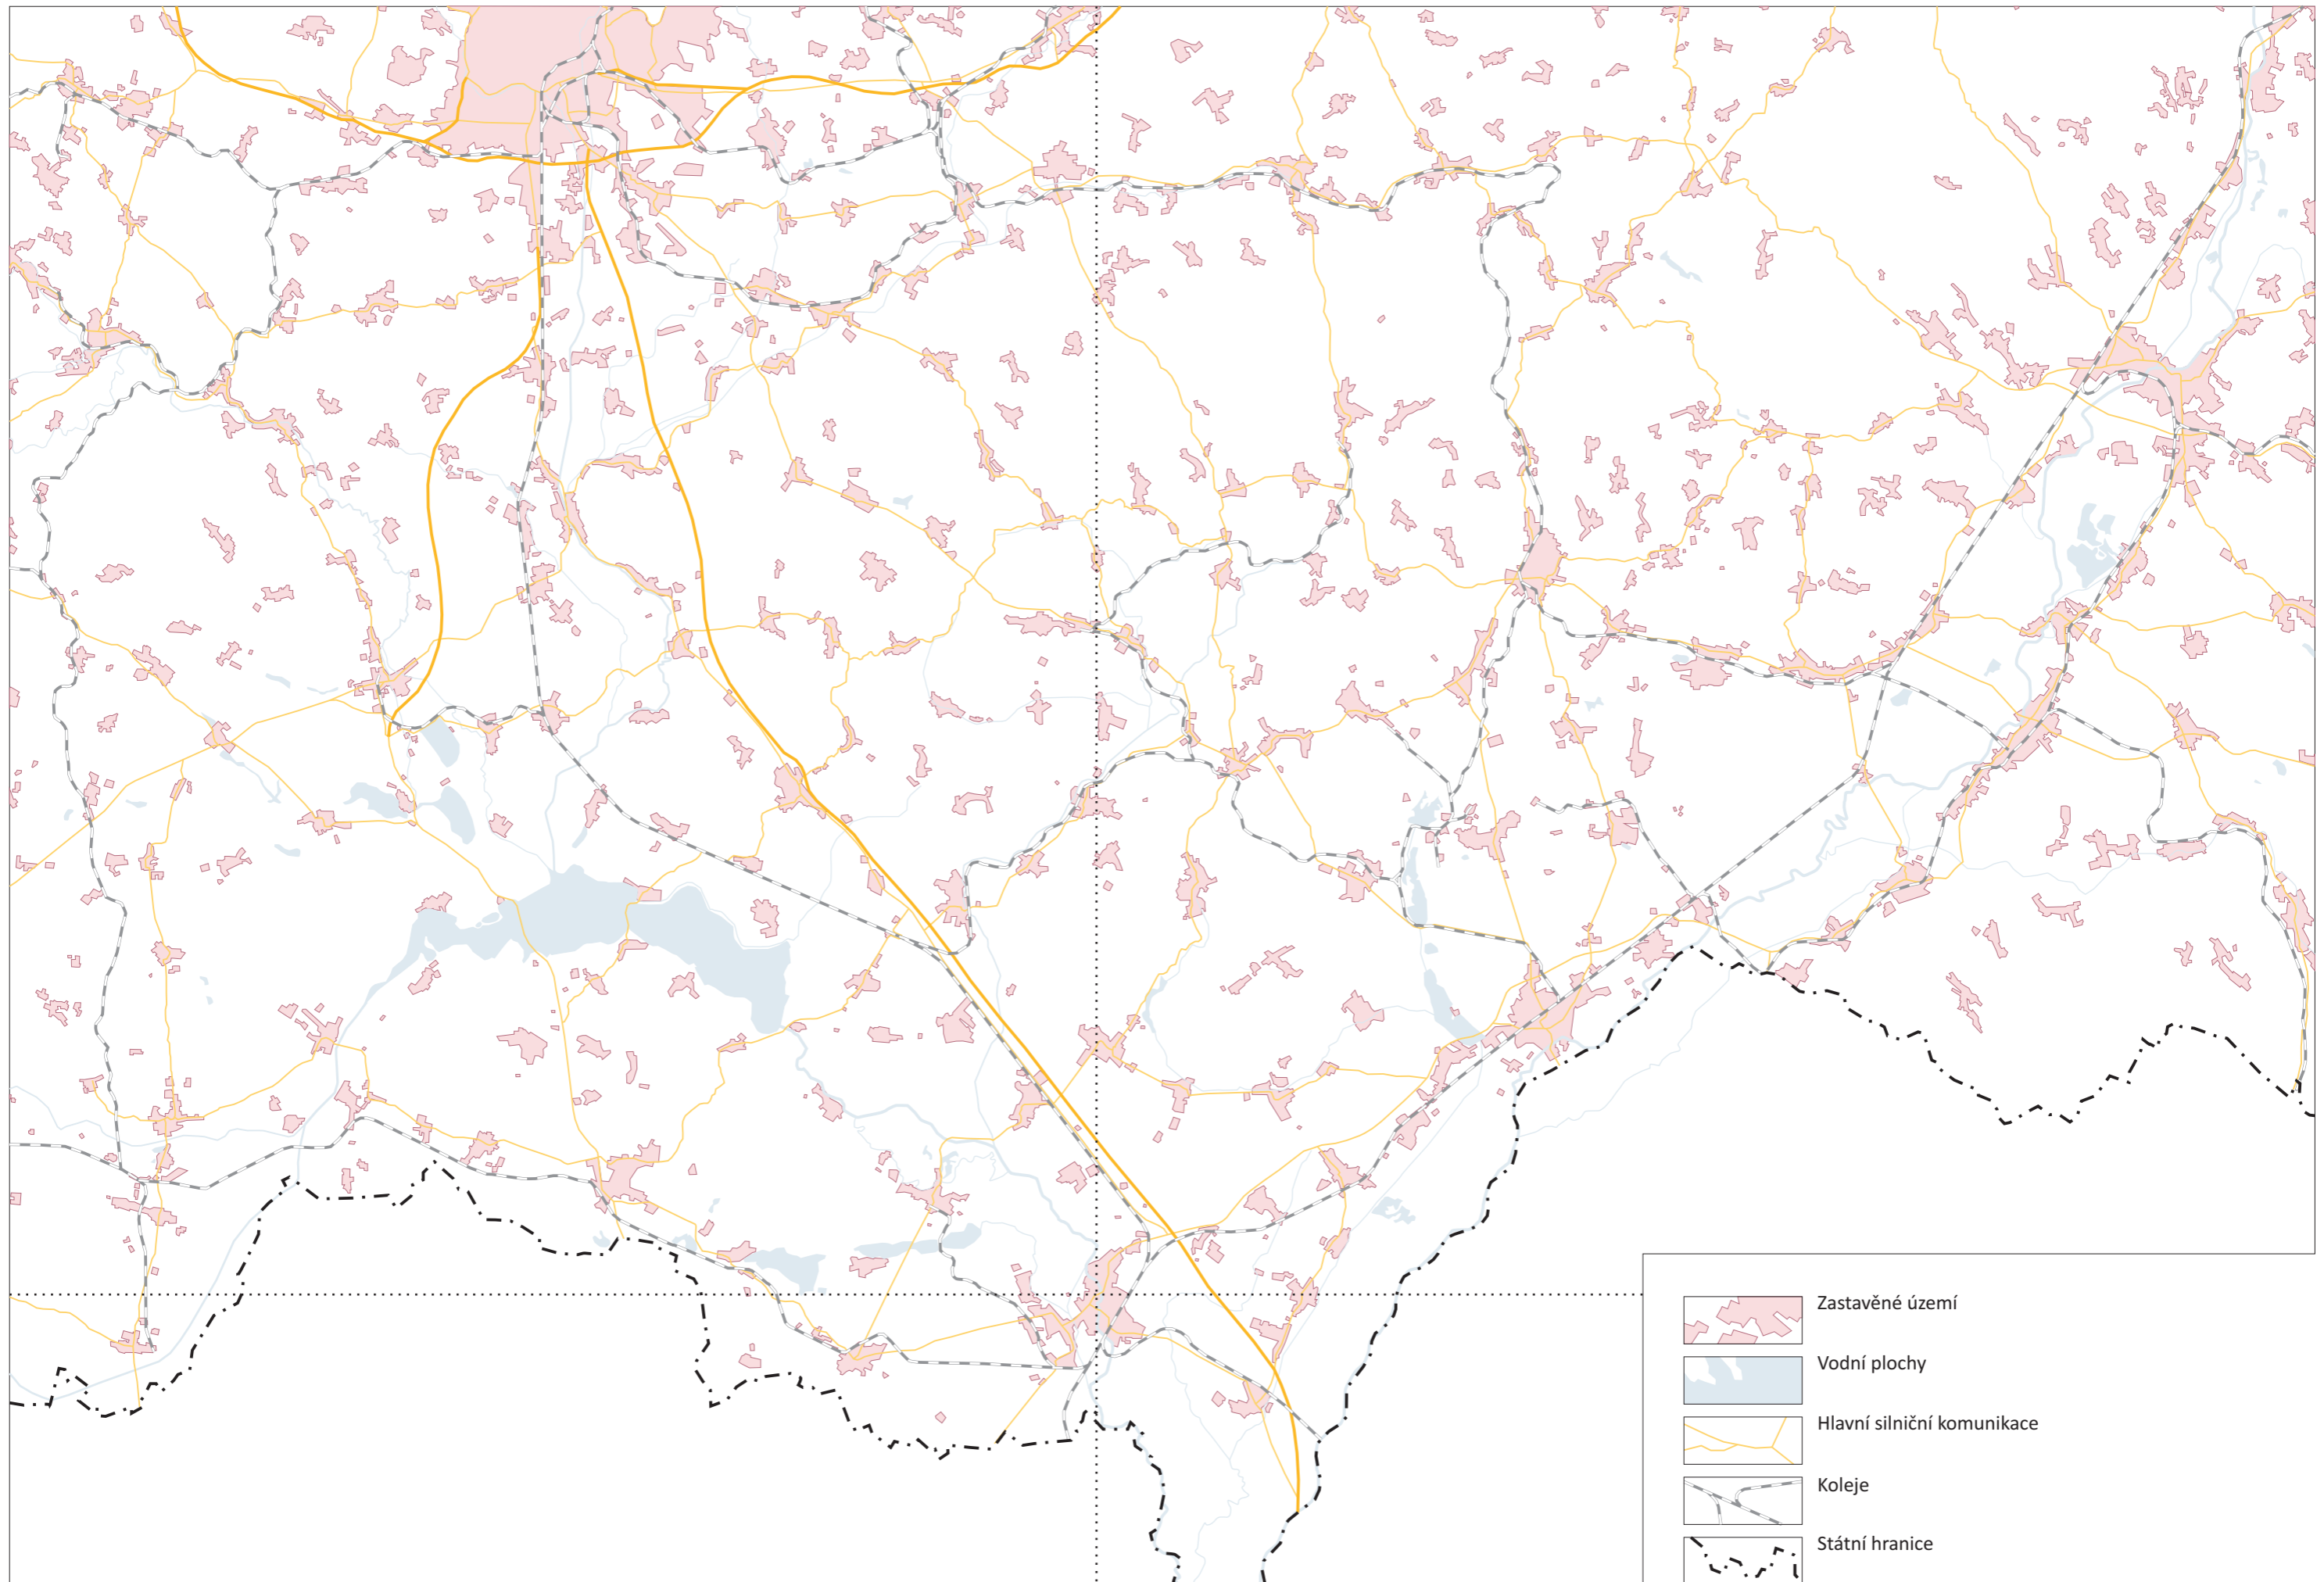 Zastavěné území
Vodní plochy
Hlavní silniční komunikace
Koleje
Státní hranice